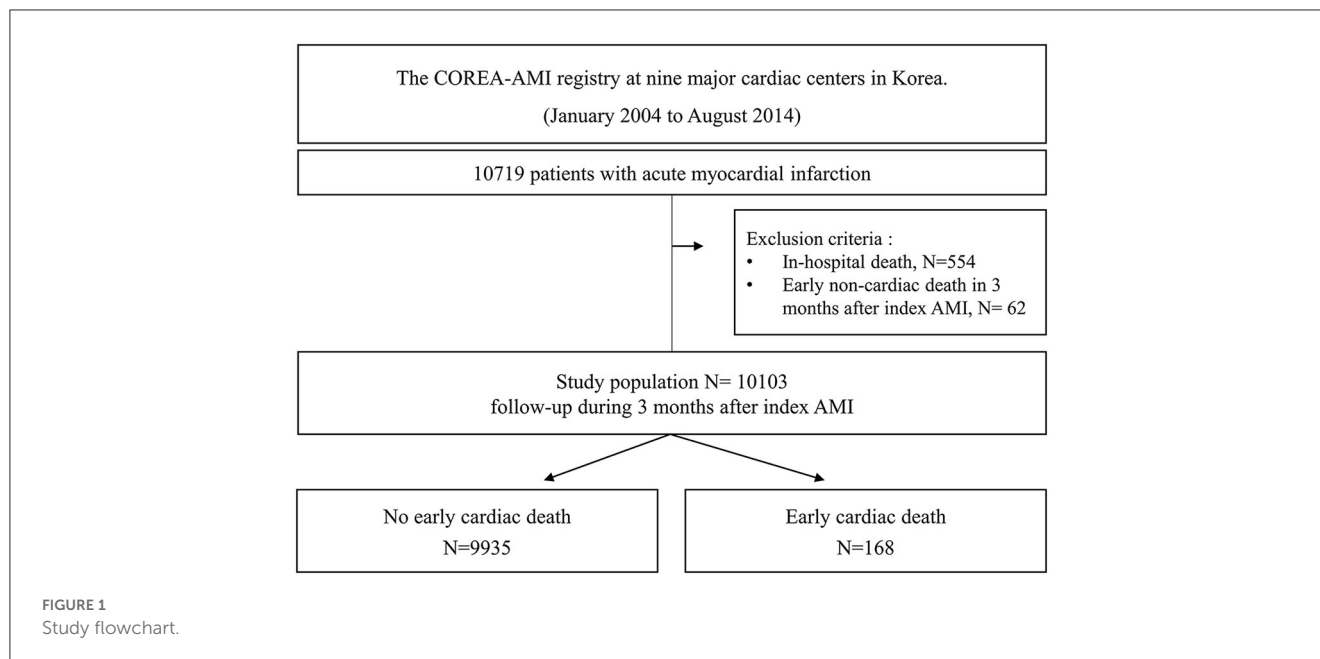 The COREA-AMI registry at nine major cardiac centers in Korea.
(January 2004 to August 2014)
10719 patients with acute myocardial infarction
Exclusion criteria :
• In-hospital death, N=554
• Early non-cardiac death in 3
months after index AMI, N= 62
Study population N= 10103
follow-up during 3 months after index AMI
No early cardiac death
N=9935
Early cardiac death
N=168
FIGURE 1
Study flowchart.